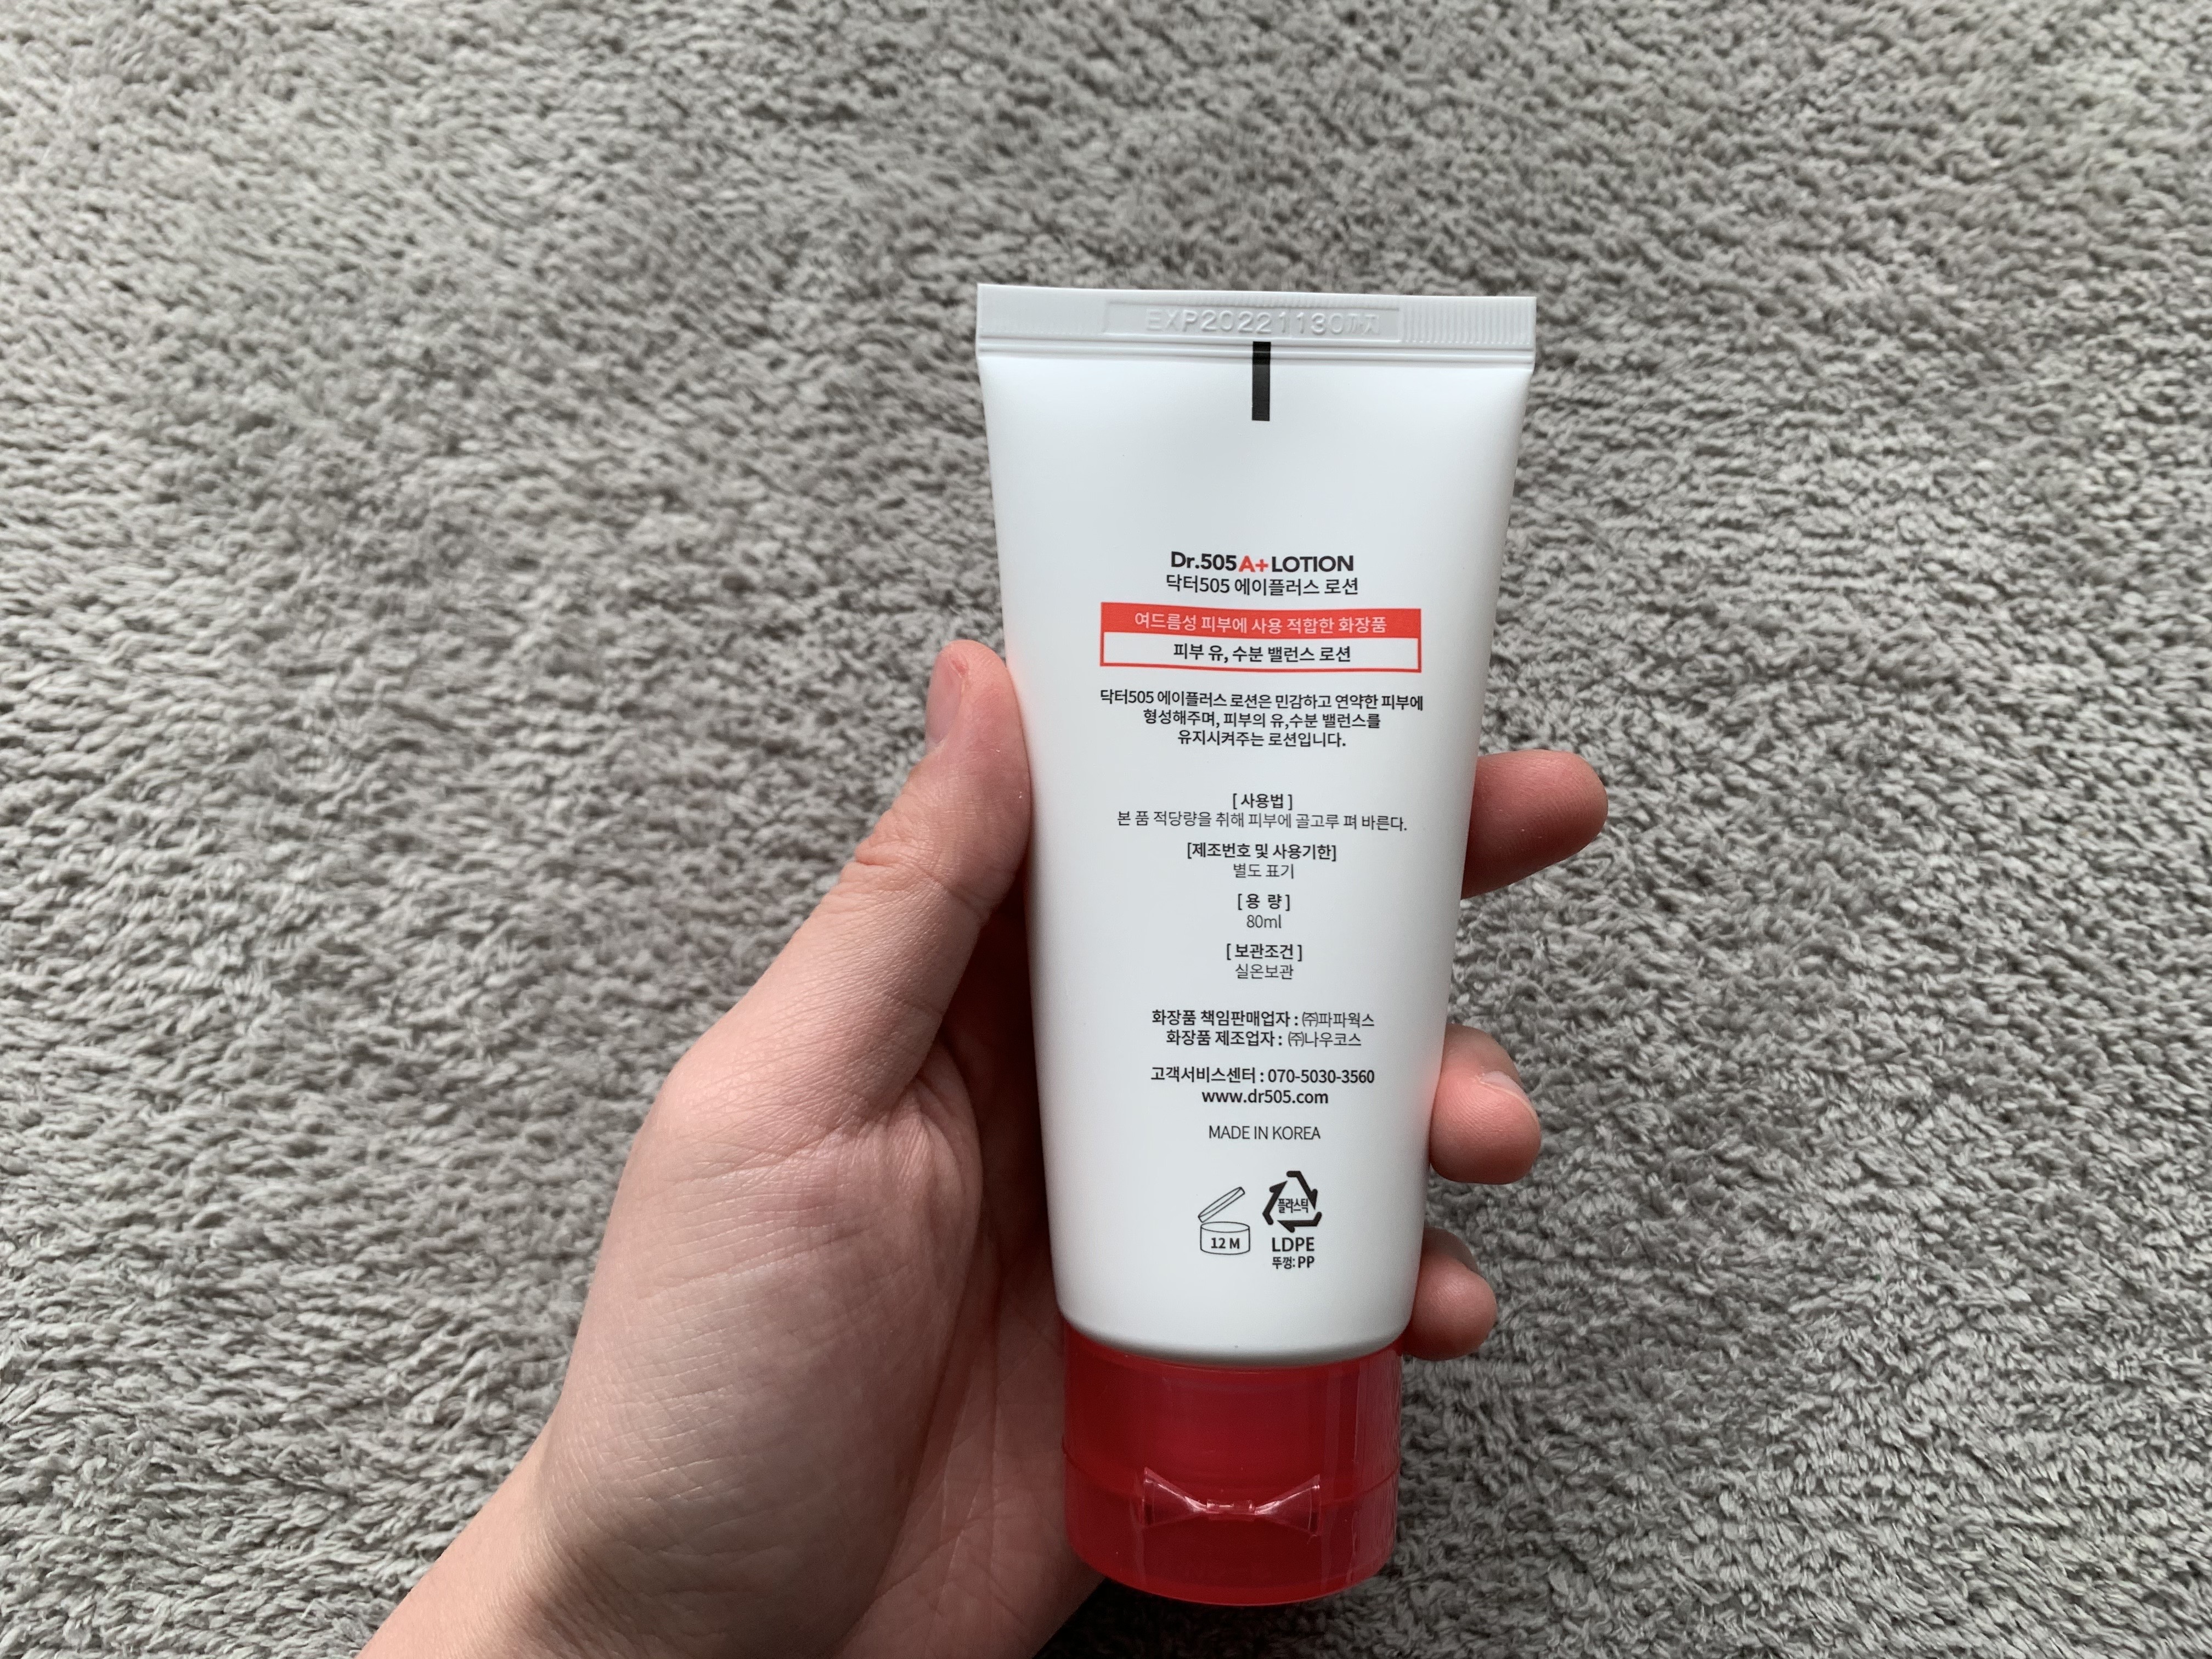 EXP20221130까지
Dr.505 A+ LOTION
닥터505 에이플러스 로션
여드름성 피부에 사용 적합한 화장품
피부 유, 수분 밸런스 로션
닥터505 에이플러스 로션은 민감하고 연약한 피부에
형성해주며, 피부의 유,수분 밸런스를
유지시켜주는 로션입니다.
[ 사용법 ]
본 품 적당량을 취해 피부에 골고루 펴 바른다.
[제조번호 및 사용기한]
별도 표기
[ 용 량 ]
80ml
[ 보관조건 ]
실온보관
화장품 책임판매업자 : ㈜파파웍스
화장품 제조업자 : ㈜나우코스
고객서비스센터 : 070-5030-3560
www.dr505.com
MADE IN KOREA
12 M
플라스틱
LDPE
뚜껑: PP